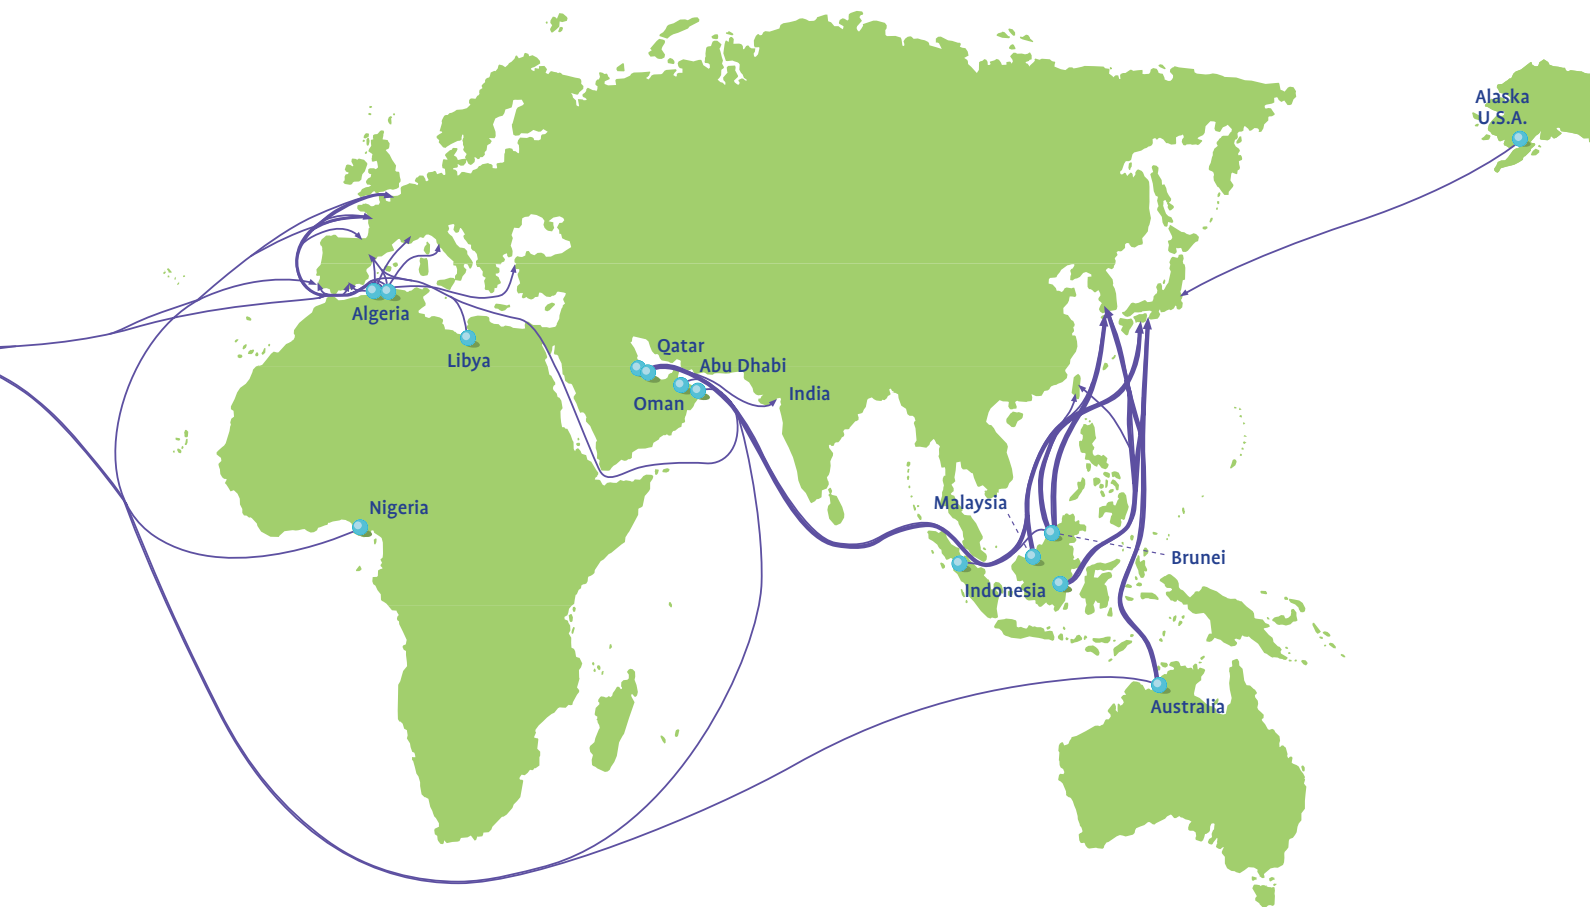 Alaska
U.S.A.
Algeria
Libya
Qatar
Abu Dhabi
Oman
India
Nigeria
Malaysia
Brunei
Indonesia
Australia